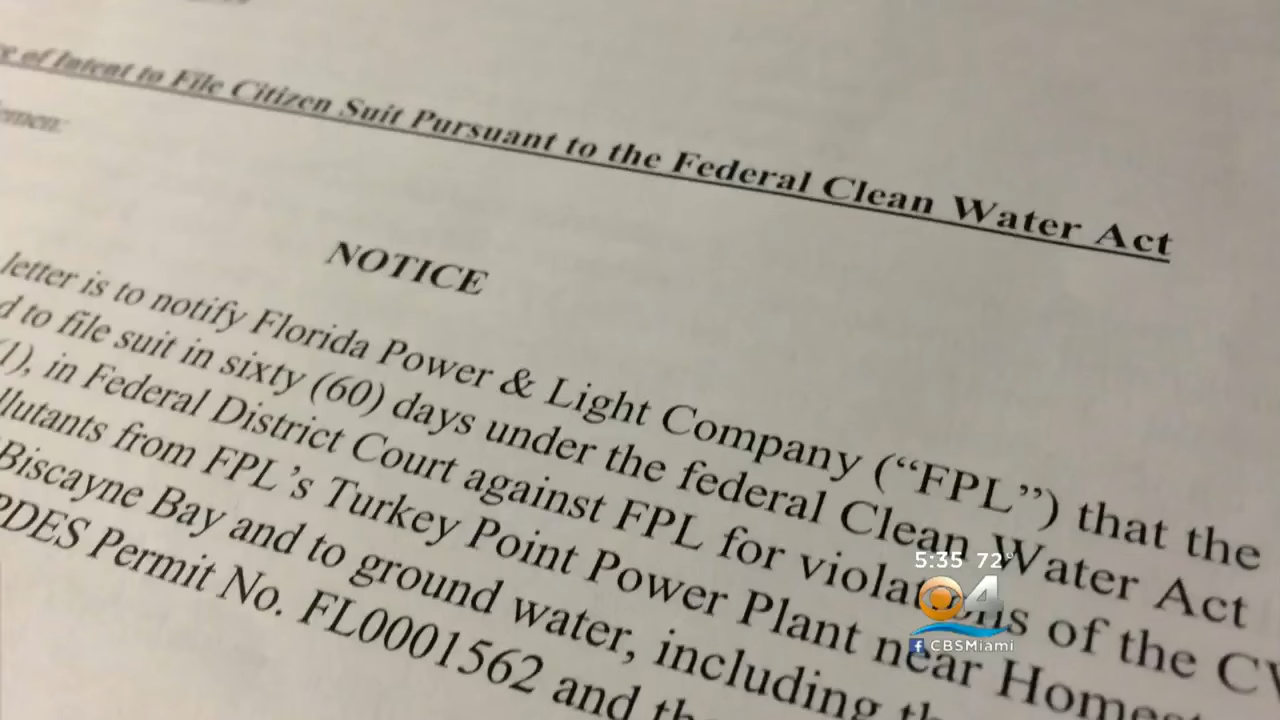 of Intent to File Citizen Suit Pursuant to the Federal Clean Water Act
NOTICE
letter is to notify Florida Power & Light Company (“FPL”) that the
d to file suit in sixty (60) days under the federal Clean Water Act
(1), in Federal District Court against FPL for violations of the CW
llutants from FPL’s Turkey Point Power Plant near Homest
Biscayne Bay and to ground water, including th
PDES Permit No. FL0001562 and th
5:35 72°
4
CBSMiami